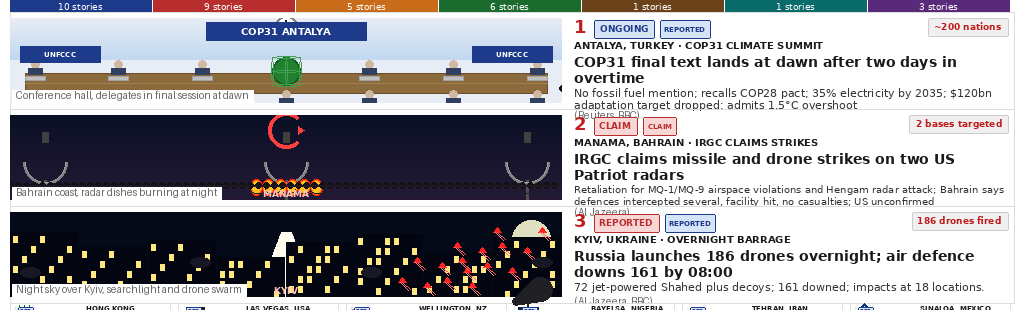 10 stories
9 stories
5 stories
6 stories
1 stories
1 stories
3 stories
COP31 ANTALYA
UNFCCC
UNFCCC
Conference hall, delegates in final session at dawn
1 ONGOING REPORTED ~200 nations
ANTALYA, TURKEY · COP31 CLIMATE SUMMIT
COP31 final text lands at dawn after two days in
overtime
No fossil fuel mention; recalls COP28 pact; 35% electricity by 2035; $120bn
adaptation target dropped; admits 1.5°C overshoot
(Reuters, BBC)
MANAMA
Bahrain coast, radar dishes burning at night
2 CLAIM CLAIM 2 bases targeted
MANAMA, BAHRAIN · IRGC CLAIMS STRIKES
IRGC claims missile and drone strikes on two US
Patriot radars
Retaliation for MQ-1/MQ-9 airspace violations and Hengam radar attack; Bahrain says
defences intercepted several, facility hit, no casualties; US unconfirmed
(Al Jazeera)
KYIV
Night sky over Kyiv, searchlight and drone swarm
3 REPORTED REPORTED 186 drones fired
KYIV, UKRAINE · OVERNIGHT BARRAGE
Russia launches 186 drones overnight; air defence
downs 161 by 08:00
72 jet-powered Shahed plus decoys; 161 downed; impacts at 18 locations.
(Al Jazeera, BBC)
HONG KONG
LAS VEGAS, USA
WELLINGTON, NZ
BAYELSA, NIGERIA
TEHRAN, IRAN
SINALOA, MEXICO